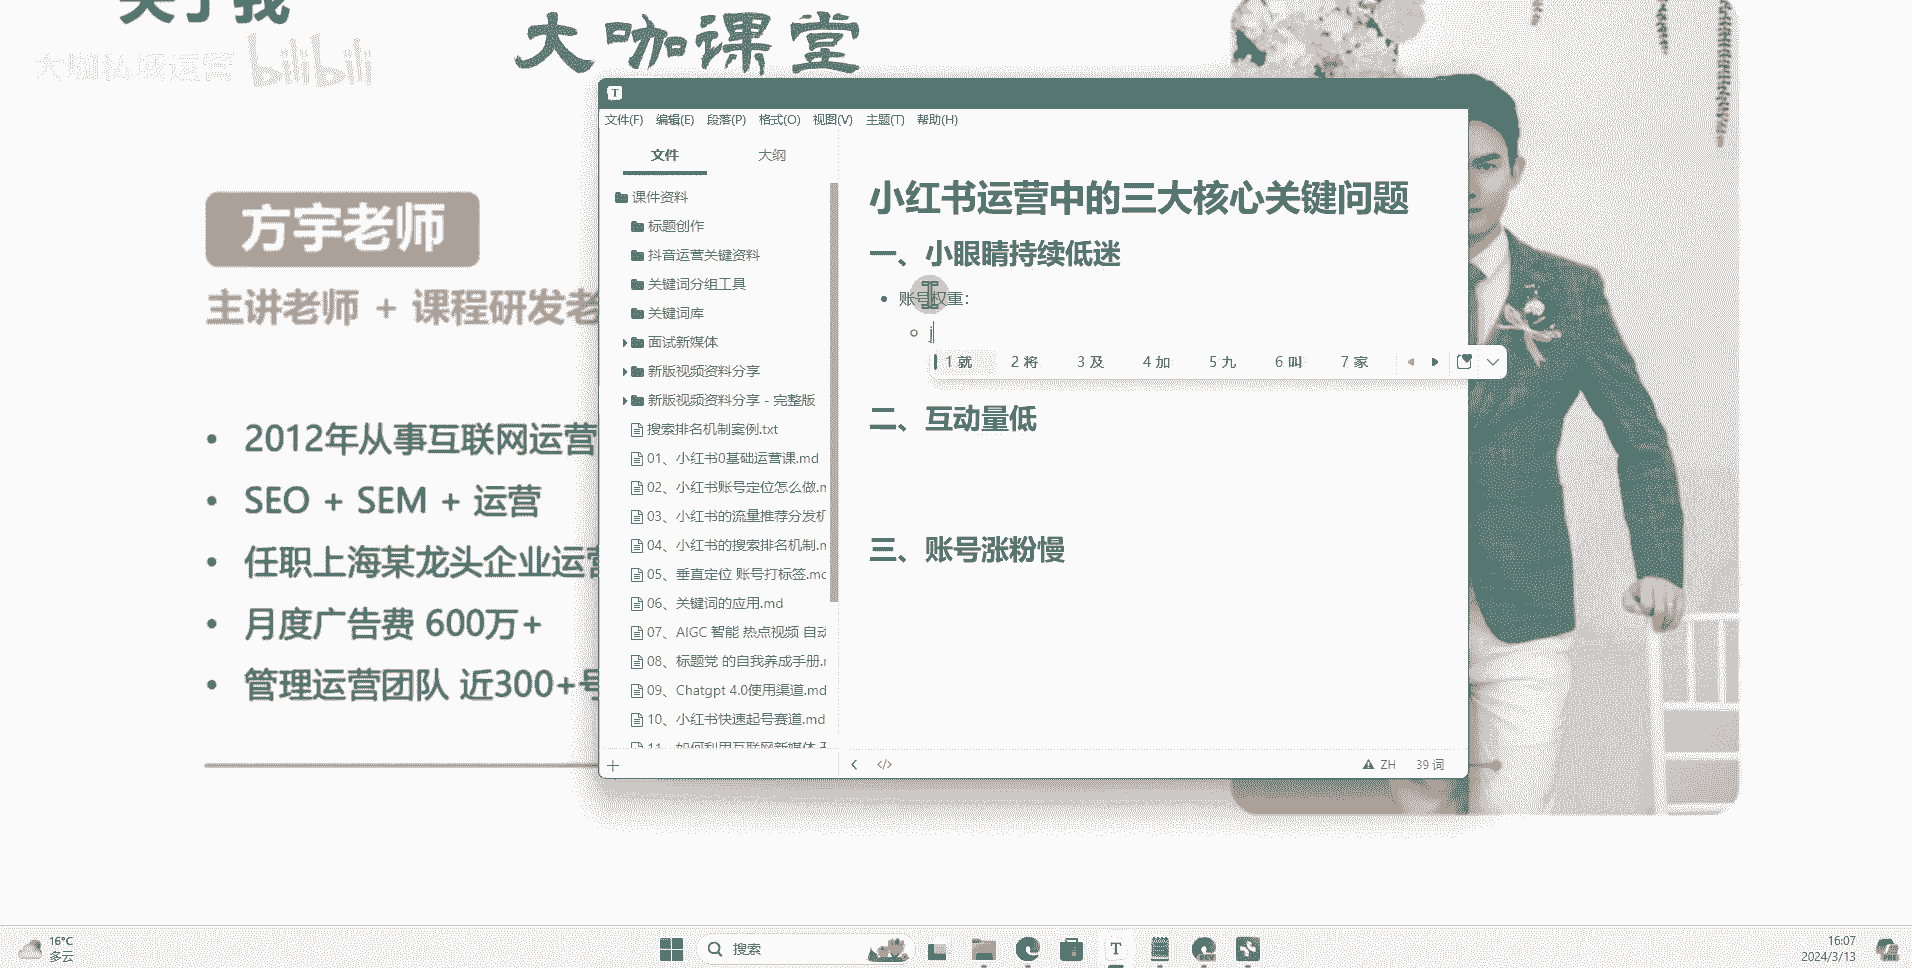 关于我
大咖课堂
大咖私域运营 bilibili
方宇老师
主讲老师 + 课程研发老
2012年从事互联网运营
SEO + SEM + 运营
任职上海某龙头企业运营
月度广告费 600万+
管理运营团队 近300+号
T
文件(F) 编辑(E) 段落(P) 格式(O) 视图(V) 主题(T) 帮助(H)
文件 大纲
课件资料
标题创作
抖音运营关键资料
关键词分组工具
关键词库
面试新媒体
新版视频资料分享
新版视频资料分享 - 完整版
搜索排名机制案例.txt
01、小红书0基础运营课.md
02、小红书账号定位怎么做.m
03、小红书的流量推荐分发机
04、小红书的搜索排名机制.m
05、垂直定位 账号打标签.md
06、关键词的应用.md
07、AIGC 智能 热点视频 自动
08、标题党 的自我养成手册.
09、Chatgpt 4.0使用渠道.md
10、小红书快速起号赛道.md
11、如何利用互联网新媒体
小红书运营中的三大核心关键问题
一、小眼睛持续低迷
账号权重:
j
1 就 2 将 3 及 4 加 5 九 6 叫 7 家
二、互动量低
三、账号涨粉慢
ZH 39 词
16°C
多云
搜索
T
DEV
16:07
2024/3/13
PRE